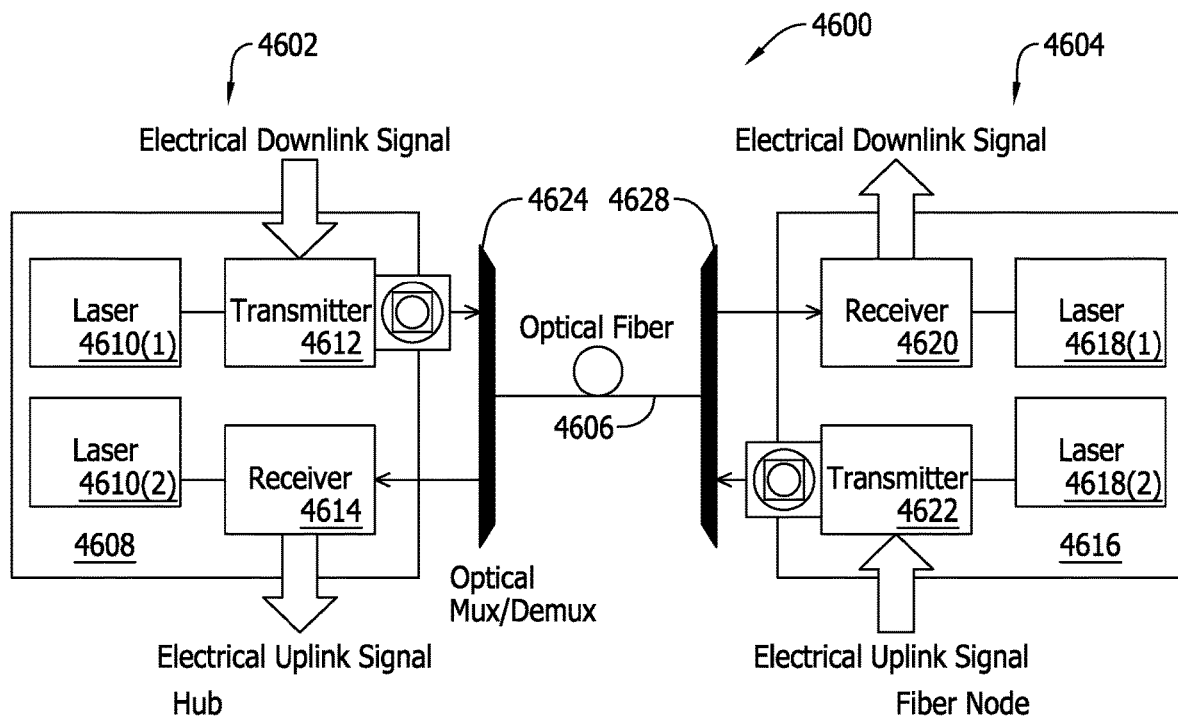 4600
4602
4604
Electrical Downlink Signal
Electrical Downlink Signal
4624
4628
Laser
4610(1)
Transmitter
4612
Optical Fiber
Receiver
4620
Laser
4618(1)
4606
Laser
4610(2)
Receiver
4614
Transmitter
4622
Laser
4618(2)
4608
4616
Optical
Mux/Demux
Electrical Uplink Signal
Electrical Uplink Signal
Hub
Fiber Node